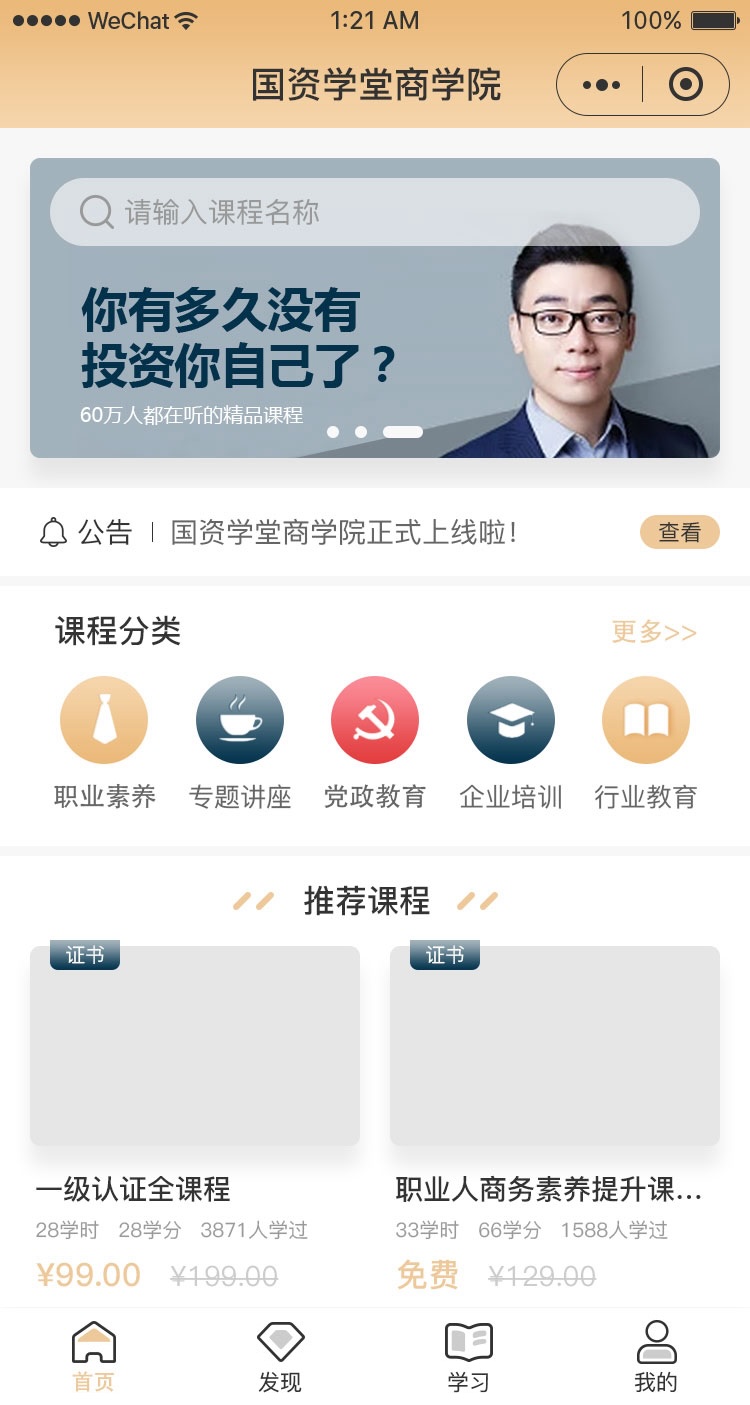 WeChat 1:21 AM 100%
国资学堂商学院
请输入课程名称
你有多久没有
投资你自己了？
60万人都在听的精品课程
公告 国资学堂商学院正式上线啦！ 查看
课程分类 更多>>
职业素养 专题讲座 党政教育 企业培训 行业教育
推荐课程
证书 证书
一级认证全课程 职业人商务素养提升课...
28学时 28学分 3871人学过 33学时 66学分 1588人学过
¥99.00 ¥199.00 免费 ¥129.00
首页 发现 学习 我的